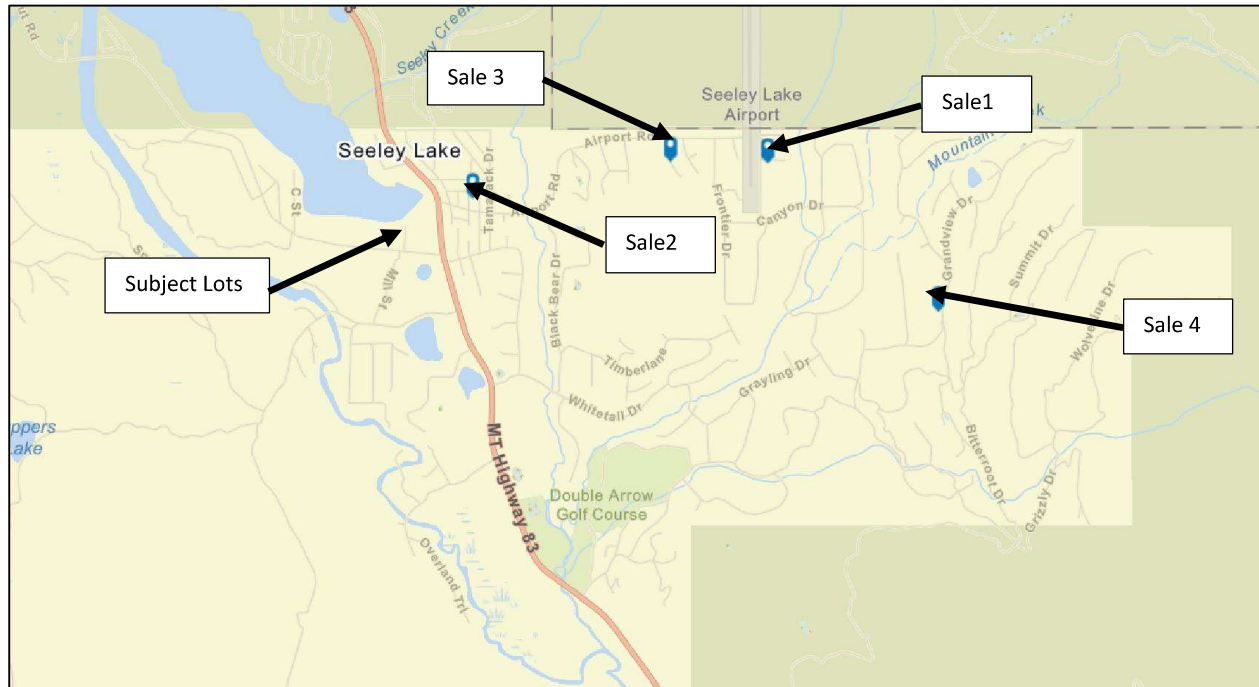 Seeley Creek
Sale 3
Seeley Lake
Airport
Sale1
Airport Rd
Seeley Lake
Tamarack Dr
C St
Airport Rd
Sale2
Frontier Dr
Canyon Dr
Mountain
Grandview Dr
Summit Dr
Wolverine Dr
Subject Lots
Mill St
Black Bear Dr
Sale 4
Timberlane
Grayling Dr
Whitetail Dr
Lake
MT Highway 83
Bitterroot Dr
Grizzly Dr
Double Arrow
Golf Course
Overland Trl